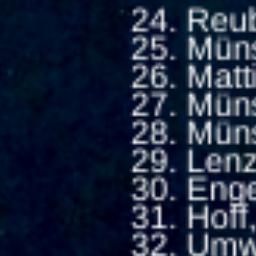 24. Reub
25. Müns
26. Matti
27. Müns
28. Müns
29. Lenz
30. Enge
31. Hoff,
32. Umw